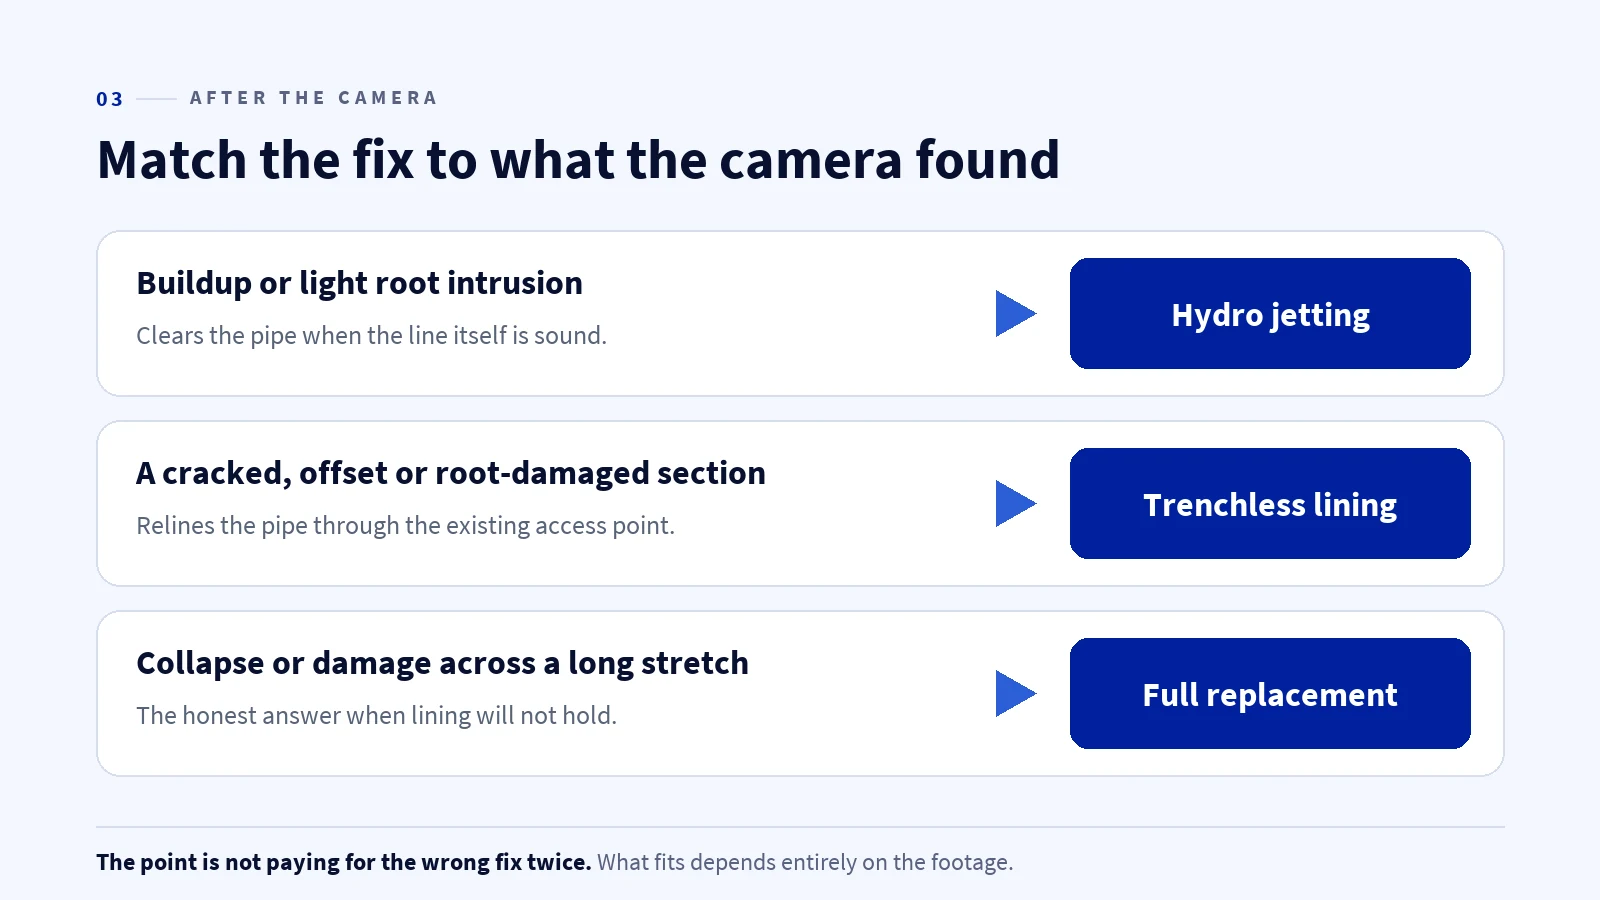 03 AFTER THE CAMERA
Match the fix to what the camera found
Buildup or light root intrusion
Clears the pipe when the line itself is sound.
Hydro jetting
A cracked, offset or root-damaged section
Relines the pipe through the existing access point.
Trenchless lining
Collapse or damage across a long stretch
The honest answer when lining will not hold.
Full replacement
The point is not paying for the wrong fix twice. What fits depends entirely on the footage.